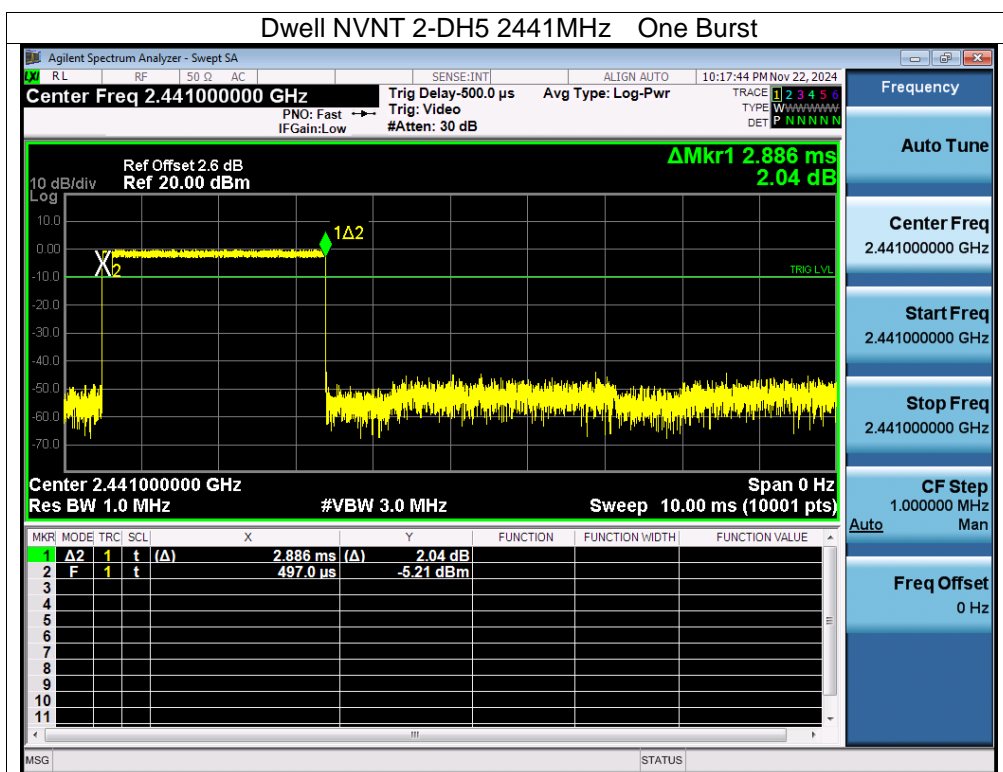 Dwell NVNT 2-DH5 2441MHz One Burst
Agilent Spectrum Analyzer - Swept SA
LXI RL RF 50 Ω AC SENSE:INT ALIGN AUTO 10:17:44 PM Nov 22, 2024
Center Freq 2.441000000 GHz Trig Delay-500.0 µs Avg Type: Log-Pwr TRACE 1 2 3 4 5 6
PNO: Fast Trig: Video TYPE WWWWWW
IFGain:Low #Atten: 30 dB DET P N N N N N
Frequency
Auto Tune
Center Freq
2.441000000 GHz
Start Freq
2.441000000 GHz
Stop Freq
2.441000000 GHz
CF Step
1.000000 MHz
Auto Man
Freq Offset
0 Hz
ΔMkr1 2.886 ms
2.04 dB
Ref Offset 2.6 dB
10 dB/div Ref 20.00 dBm
Log
10.0
0.00
-10.0
-20.0
-30.0
-40.0
-50.0
-60.0
-70.0
1Δ2
X2
TRIG LVL
Center 2.441000000 GHz Span 0 Hz
Res BW 1.0 MHz #VBW 3.0 MHz Sweep 10.00 ms (10001 pts)
MKR MODE TRC SCL X Y FUNCTION FUNCTION WIDTH FUNCTION VALUE
1 Δ2 1 t (Δ) 2.886 ms (Δ) 2.04 dB
2 F 1 t 497.0 µs -5.21 dBm
3
4
5
6
7
8
9
10
11
MSG STATUS